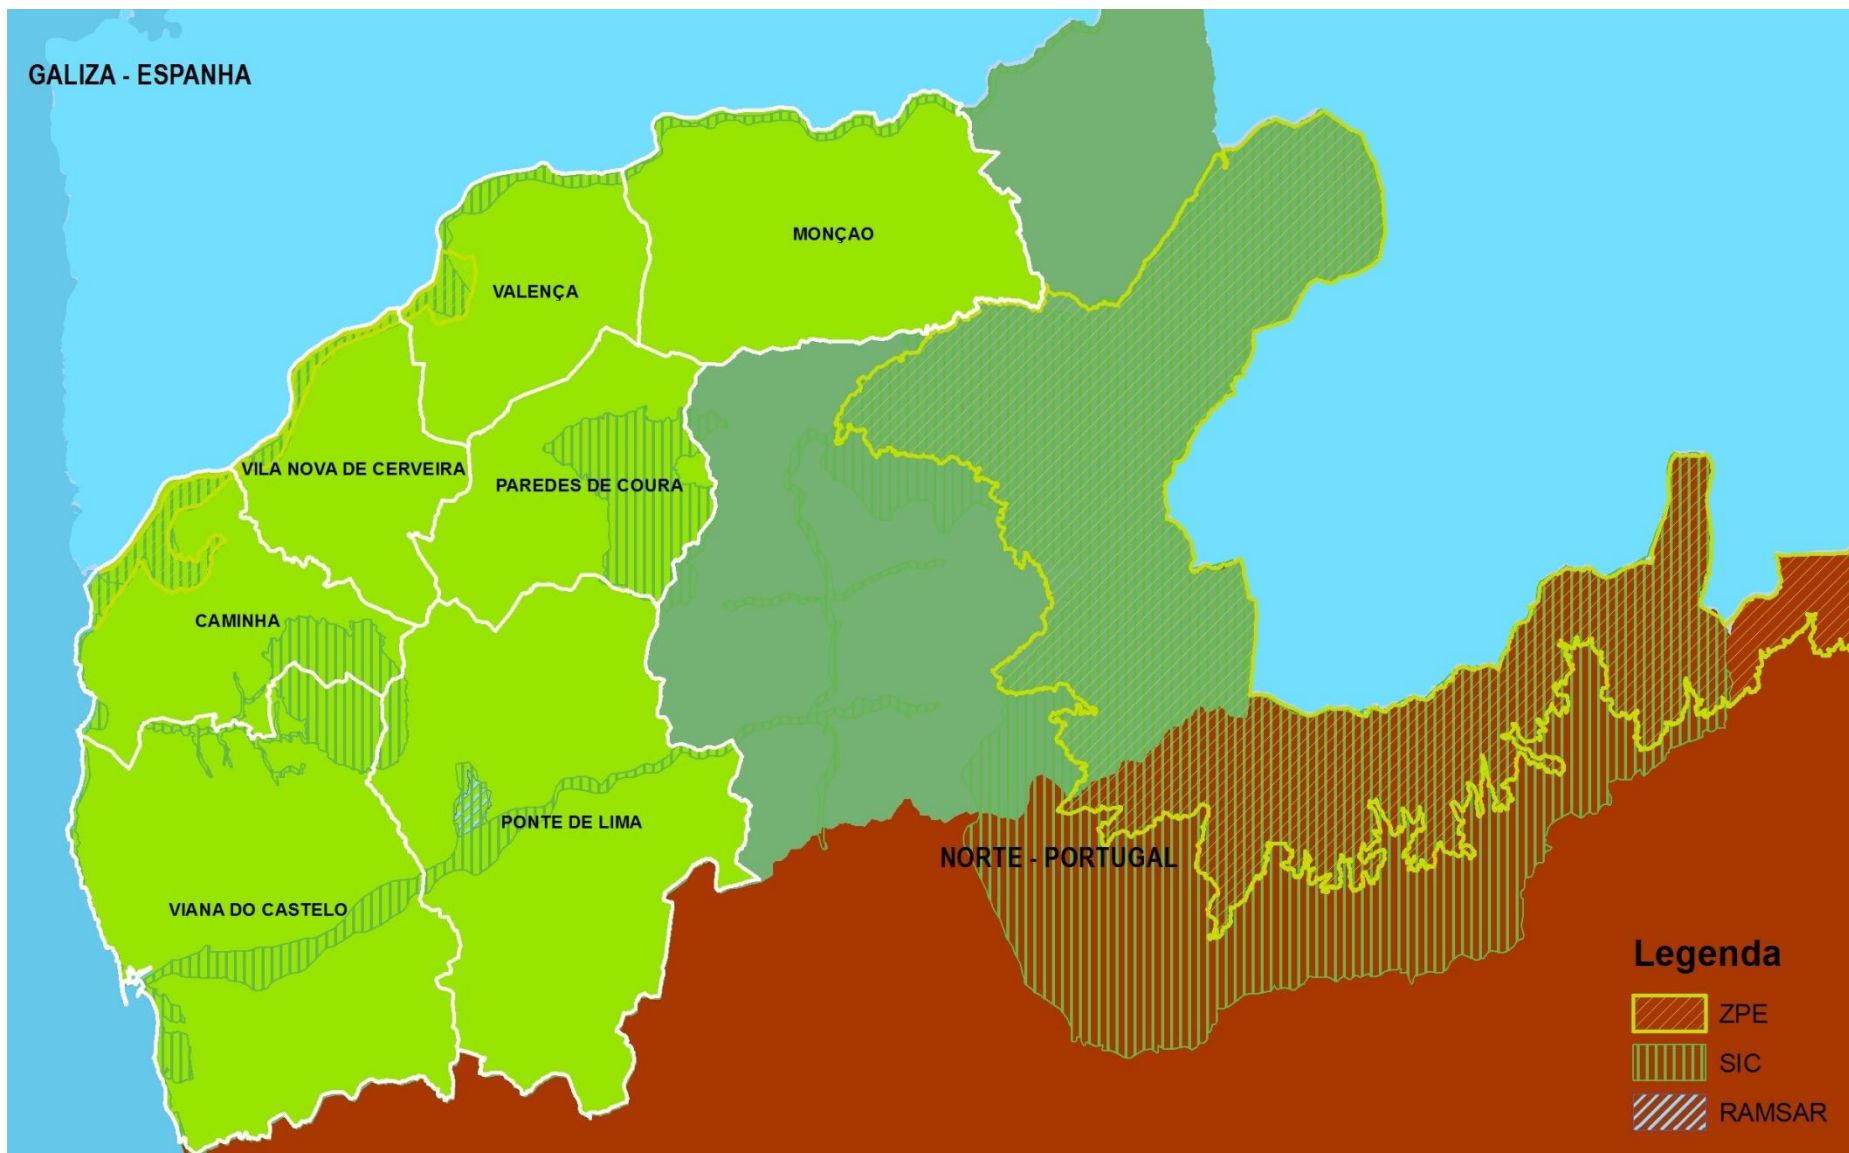 GALIZA - ESPANHA
MONÇAO
VALENÇA
VILA NOVA DE CERVEIRA
PAREDES DE COURA
CAMINHA
PONTE DE LIMA
NORTE - PORTUGAL
VIANA DO CASTELO
Legenda
ZPE
SIC
RAMSAR